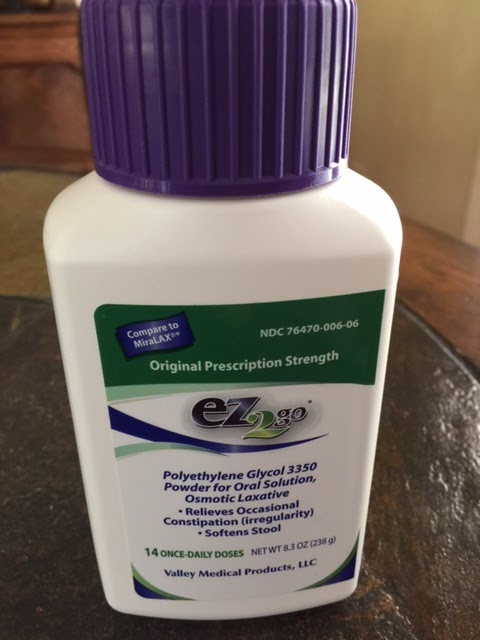 Compare to
MiraLAX®*
NDC 76470-006-06
Original Prescription Strength
ez2go®
Polyethylene Glycol 3350
Powder for Oral Solution,
Osmotic Laxative
• Relieves Occasional
Constipation (irregularity)
• Softens Stool
14 ONCE-DAILY DOSES NET WT 8.3 OZ (238 g)
Valley Medical Products, LLC